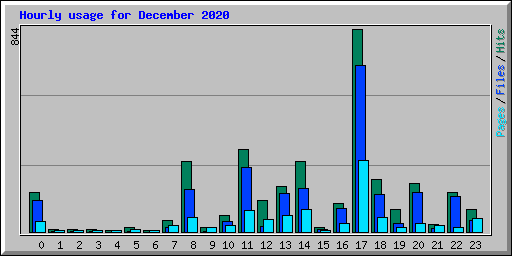 Hourly usage for December 2020
844
Pages/Files/Hits
0 1 2 3 4 5 6 7 8 9 10 11 12 13 14 15 16 17 18 19 20 21 22 23